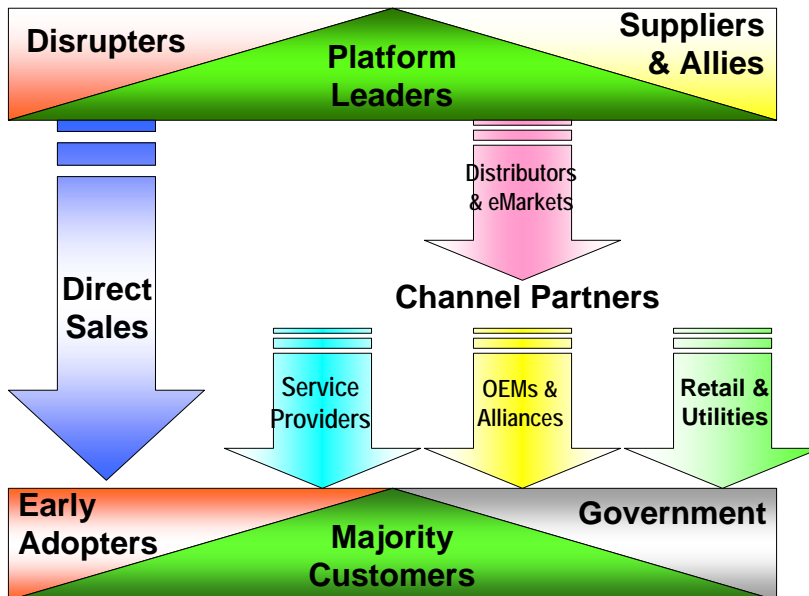 Disrupters
Platform
Leaders
Suppliers
& Allies
Distributors
& eMarkets
Direct
Sales
Channel Partners
Service
Providers
OEMs &
Alliances
Retail &
Utilities
Early
Adopters
Majority
Customers
Government